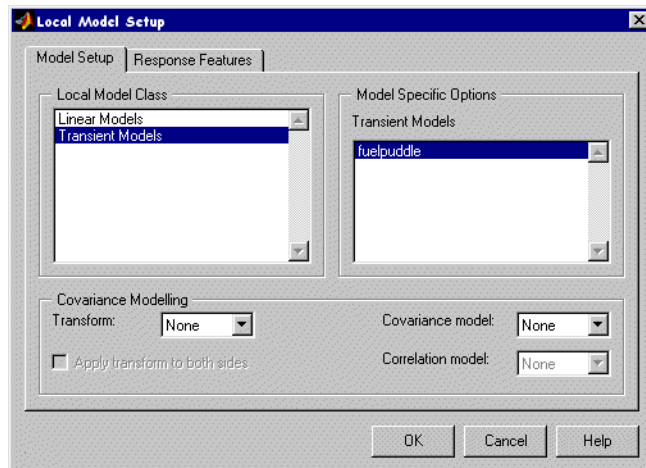 Local Model Setup
Model Setup
Response Features
Local Model Class
Linear Models
Transient Models
Model Specific Options
Transient Models
fuelpuddle
Covariance Modelling
Transform:
None
Covariance model:
None
Apply transform to both sides
Correlation model:
None
OK
Cancel
Help